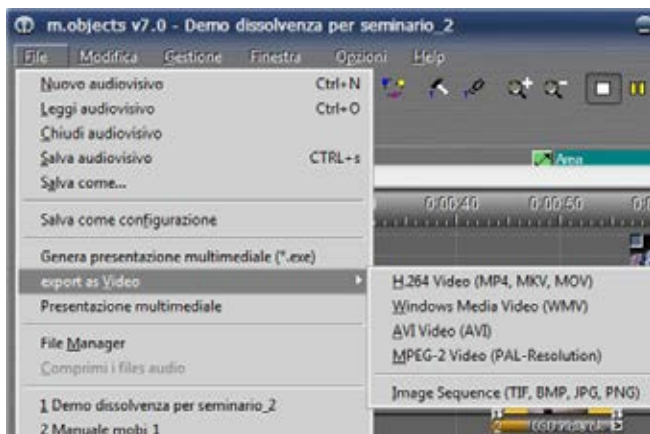 m.objects v7.0 - Demo dissolvenza per seminario_2
File Modifica Gestione Finestra Opzioni Help
Nuovo audiovisivo Ctrl+N
Leggi audiovisivo Ctrl+O
Chiudi audiovisivo
Salva audiovisivo CTRL+s
Salva come...
Area
0:00:40 0:00:50
Salva come configurazione
Genera presentazione multimediale (*.exe)
export as Video
H.264 Video (MP4, MKV, MOV)
Presentazione multimediale
Windows Media Video (WMV)
AVI Video (AVI)
File Manager
MPEG-2 Video (PAL-Resolution)
Comprimi i files audio
Image Sequence (TIF, BMP, JPG, PNG)
1 Demo dissolvenza per seminario_2
2 Manuale mobj 1